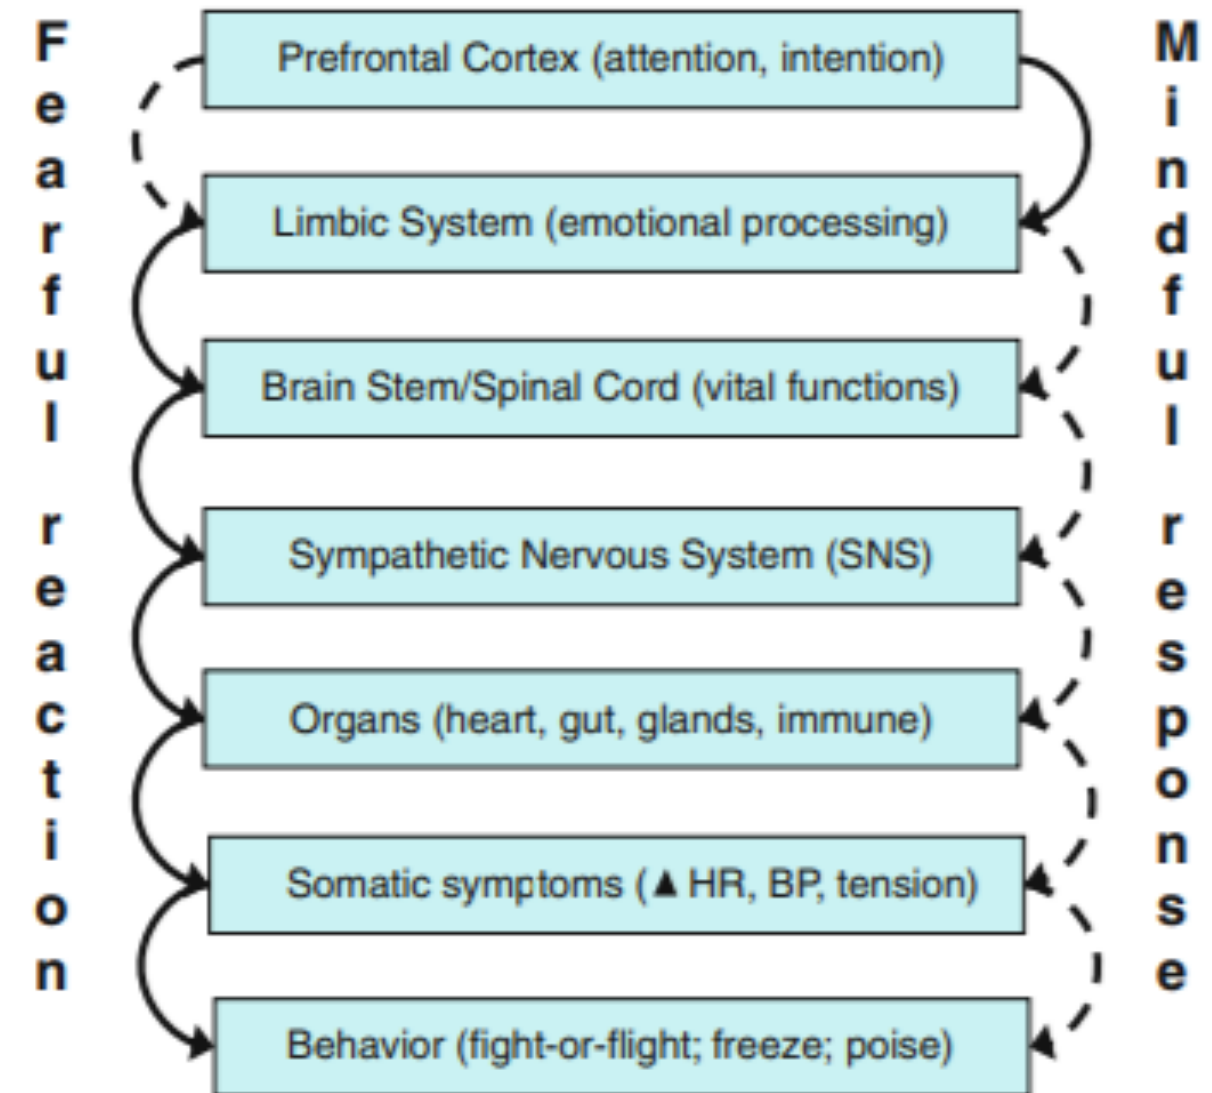 Fearful reaction
Prefrontal Cortex (attention, intention)
Limbic System (emotional processing)
Brain Stem/Spinal Cord (vital functions)
Sympathetic Nervous System (SNS)
Organs (heart, gut, glands, immune)
Somatic symptoms (▲ HR, BP, tension)
Behavior (fight-or-flight; freeze; poise)
Mindful response